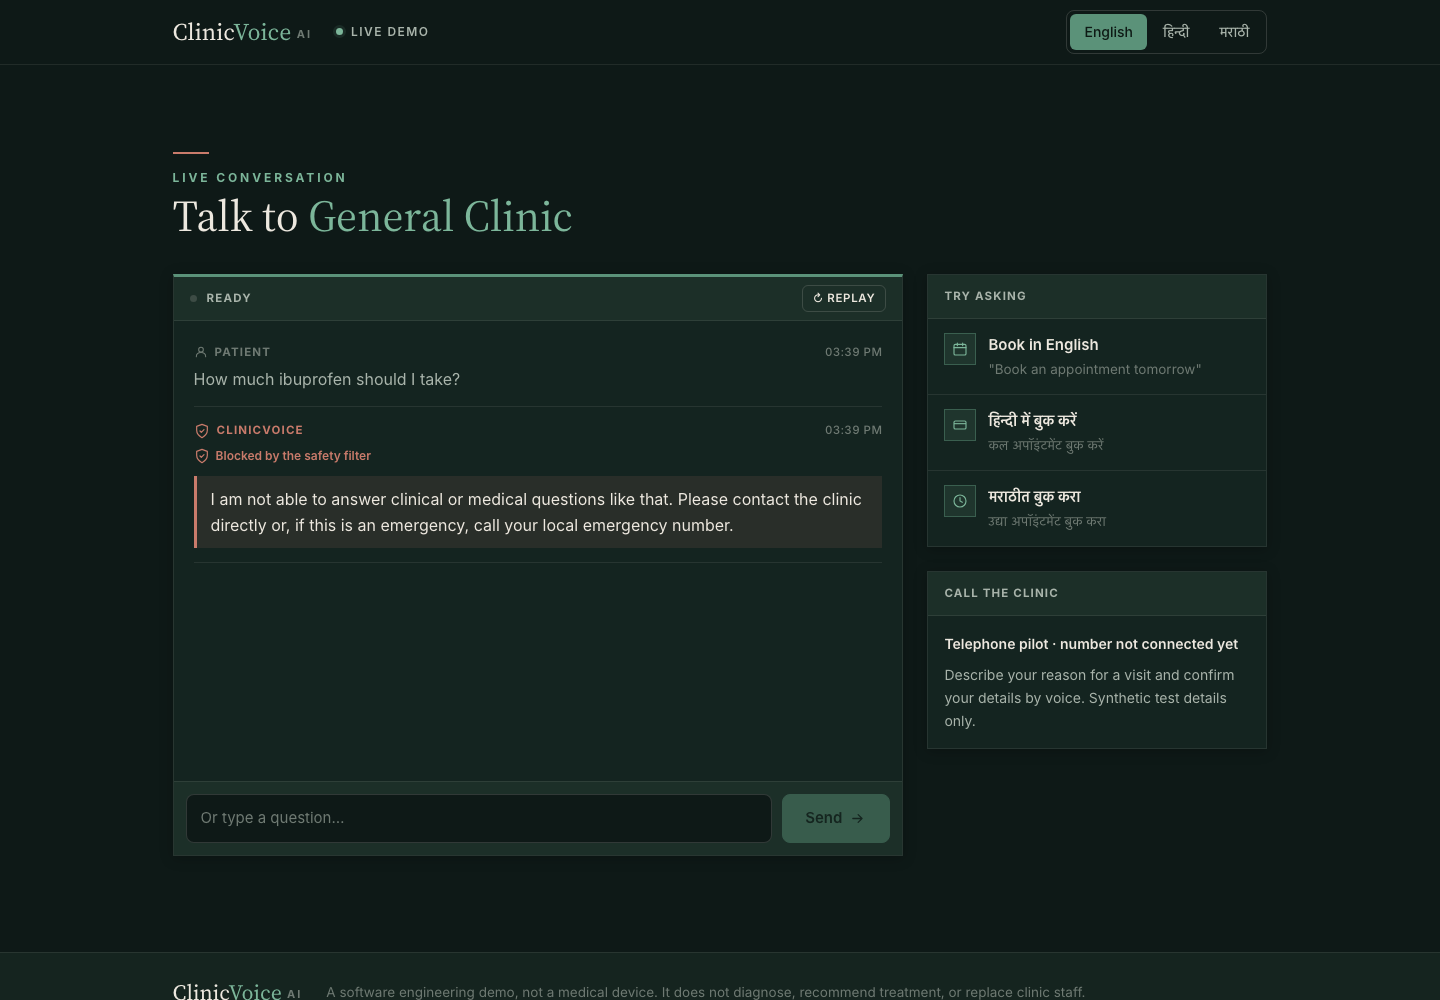 ClinicVoice AI
LIVE DEMO
English
हिन्दी
मराठी
LIVE CONVERSATION
Talk to General Clinic
READY
↻ REPLAY
PATIENT
03:39 PM
How much ibuprofen should I take?
CLINICVOICE
03:39 PM
Blocked by the safety filter
I am not able to answer clinical or medical questions like that. Please contact the clinic
directly or, if this is an emergency, call your local emergency number.
Or type a question...
Send →
TRY ASKING
Book in English
"Book an appointment tomorrow"
हिन्दी में बुक करें
कल अपॉइंटमेंट बुक करें
मराठीत बुक करा
उद्या अपॉइंटमेंट बुक करा
CALL THE CLINIC
Telephone pilot · number not connected yet
Describe your reason for a visit and confirm
your details by voice. Synthetic test details
only.
ClinicVoice AI
A software engineering demo, not a medical device. It does not diagnose, recommend treatment, or replace clinic staff.